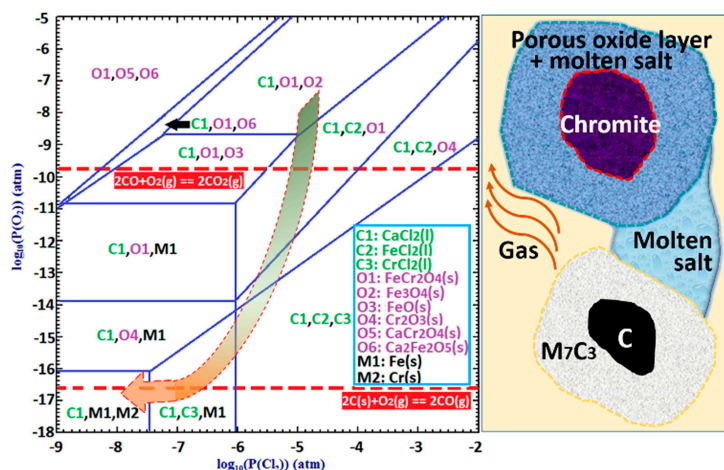 -5
-6
-7
-8
-9
-10
-11
-12
-13
-14
-15
-16
-17
-18
log₁₀(P(O₂)) (atm)
O1,O5,O6
C1,O1,O2
C1,O1,O6
C1,C2,O1
C1,O1,O3
C1,C2,O4
2CO+O₂(g) == 2CO₂(g)
C1,O1,M1
C1,O4,M1
C1,C2,C3
C1,M1,M2
C1,C3,M1
2C(s)+O₂(g) == 2CO(g)
C1: CaCl₂(l)
C2: FeCl₂(l)
C3: CrCl₂(l)
O1: FeCr₂O₄(s)
O2: Fe3O₄(s)
O3: FeO(s)
O4: Cr₂O₃(s)
O5: CaCr₂O₄(s)
O6: Ca2Fe₂O₅(s)
M1: Fe(s)
M2: Cr(s)
-9
-8
-7
-6
-5
-4
-3
-2
log₁₀(P(Cl₂)) (atm)
Porous oxide layer
+ molten salt
Chromite
Gas
Molten
salt
M₇C₃
C